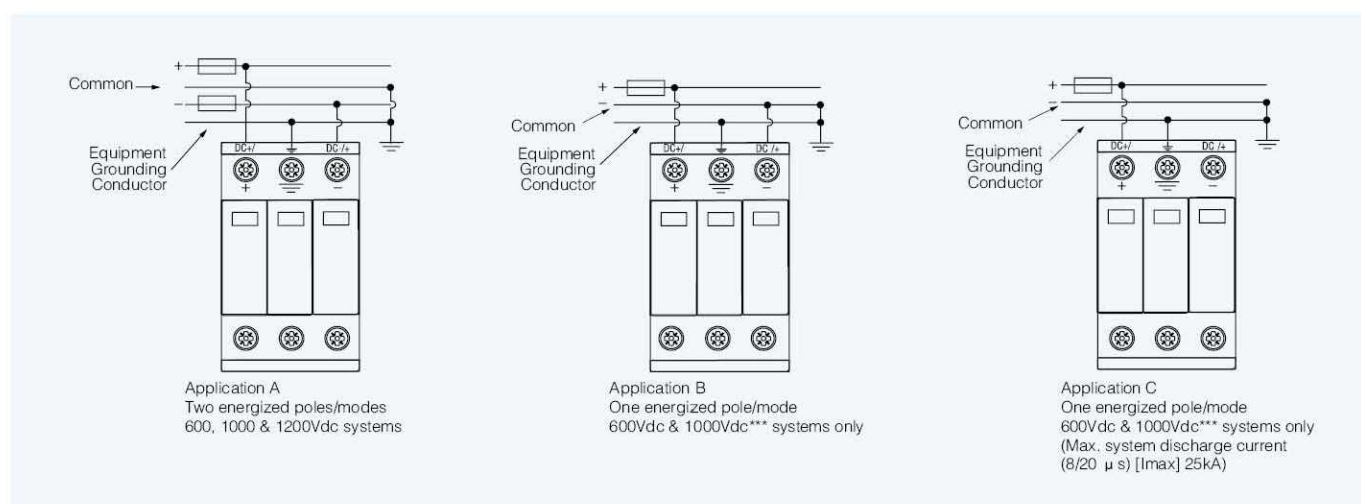 +
Common
−
Equipment
Grounding
Conductor
DC+/
DC /+
+
−
Application A
Two energized poles/modes
600, 1000 & 1200Vdc systems
+
−
Common
Equipment
Grounding
Conductor
DC+/
DC /+
+
−
Application B
One energized pole/mode
600Vdc & 1000Vdc*** systems only
+
−
Common
Equipment
Grounding
Conductor
DC+/
DC /+
+
−
Application C
One energized pole/mode
600Vdc & 1000Vdc*** systems only
(Max. system discharge current
(8/20 μ s) [Imax] 25kA)